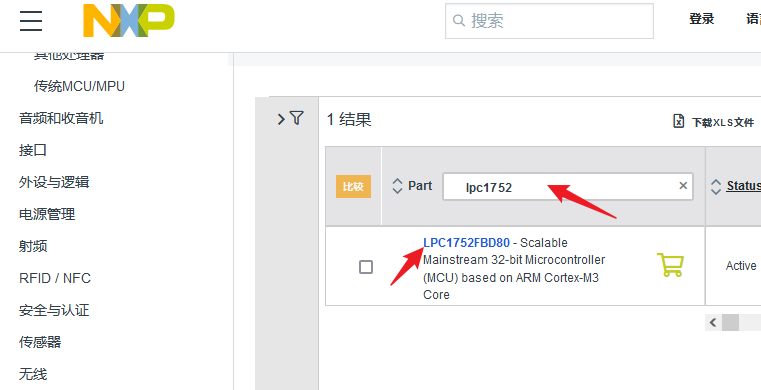 NXP
搜索
登录
其他处理器
传统MCU/MPU
音频和收音机
接口
外设与逻辑
电源管理
射频
RFID / NFC
安全与认证
传感器
无线
1 结果
下载XLS文件
比较
Part
lpc1752
Status
LPC1752FBD80 - Scalable
Mainstream 32-bit Microcontroller
(MCU) based on ARM Cortex-M3
Core
Active